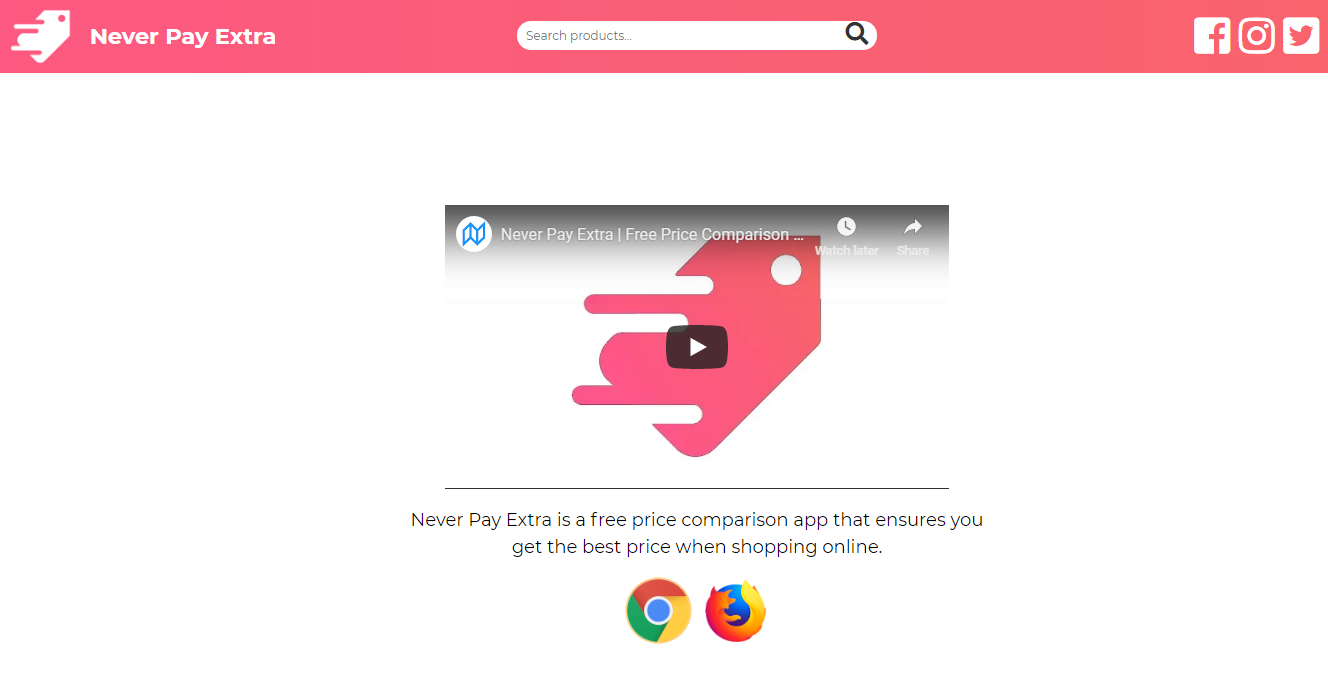 Never Pay Extra
Search products...
Never Pay Extra | Free Price Comparison ...
Watch later
Share
Never Pay Extra is a free price comparison app that ensures you
get the best price when shopping online.